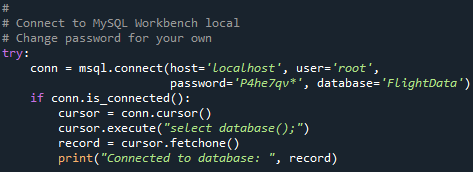 #
# Connect to MySQL Workbench local
# Change password for your own
try:
    conn = msql.connect(host='localhost', user='root',
                        password='P4he7qv*', database='FlightData')
    if conn.is_connected():
        cursor = conn.cursor()
        cursor.execute("select database();")
        record = cursor.fetchone()
        print("Connected to database: ", record)